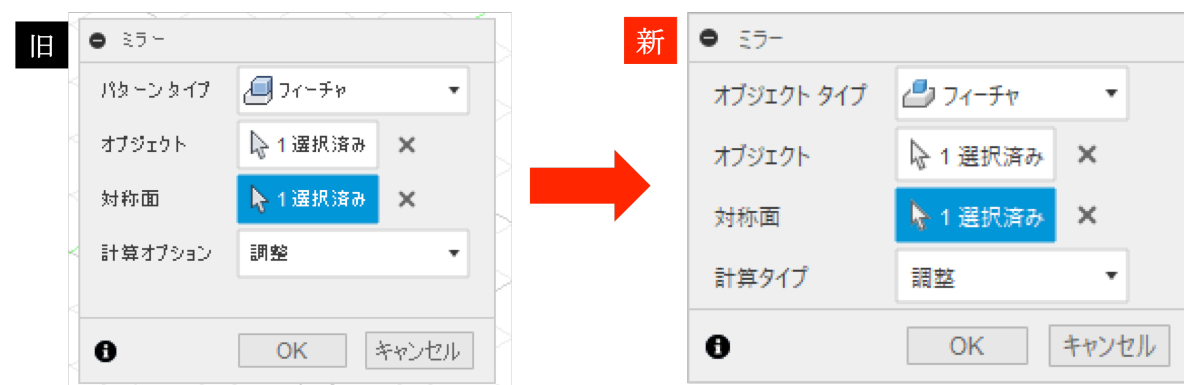 旧
ミラー
パターン タイプ フィーチャ
オブジェクト 1 選択済み
対称面 1 選択済み
計算オプション 調整
OK キャンセル
新
ミラー
オブジェクト タイプ フィーチャ
オブジェクト 1 選択済み
対称面 1 選択済み
計算タイプ 調整
OK キャンセル